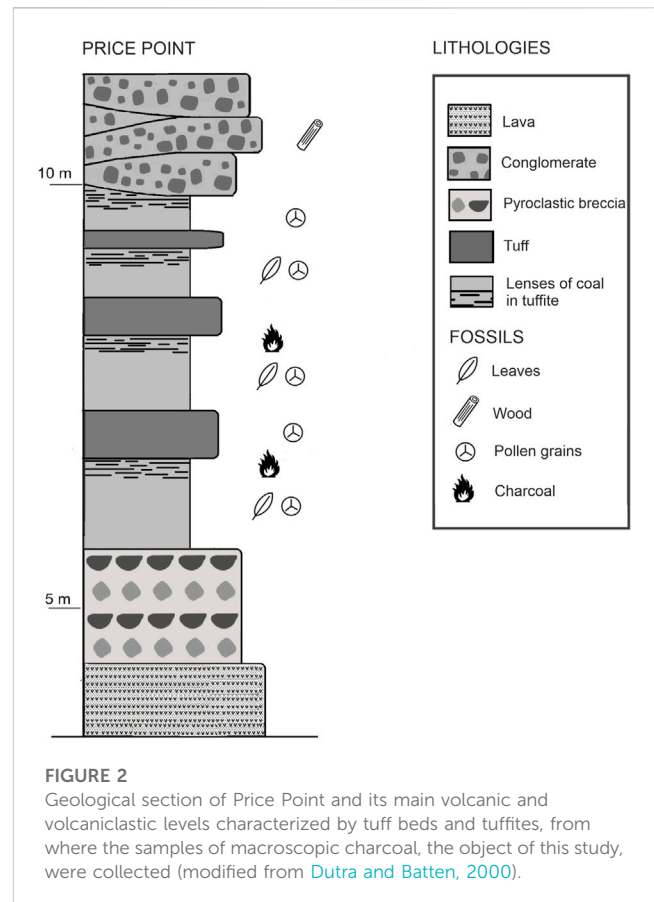 PRICE POINT
10 m
5 m
LITHOLOGIES
Lava
Conglomerate
Pyroclastic breccia
Tuff
Lenses of coal
in tuffite
FOSSILS
Leaves
Wood
Pollen grains
Charcoal
FIGURE 2
Geological section of Price Point and its main volcanic and
volcaniclastic levels characterized by tuff beds and tuffites, from
where the samples of macroscopic charcoal, the object of this study,
were collected (modified from Dutra and Batten, 2000).